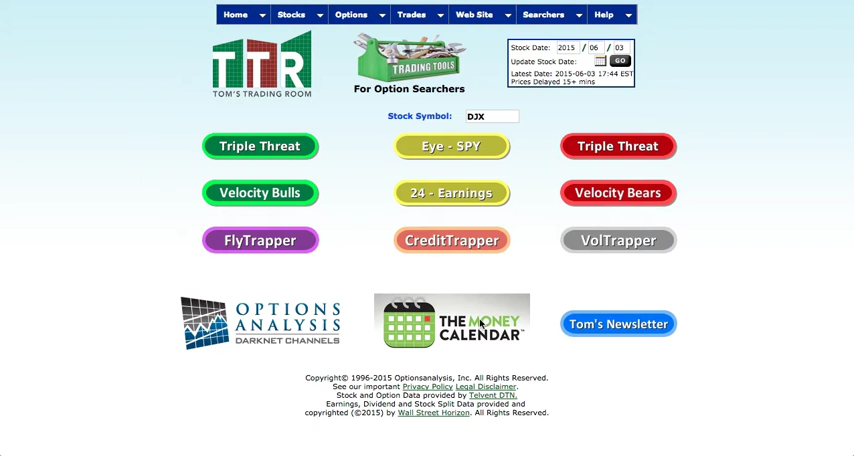 Home Stocks Options Trades Web Site Searchers Help
TTR
TOM'S TRADING ROOM
TRADING TOOLS
For Option Searchers
Stock Date: 2015 / 06 / 03
Update Stock Date: GO
Latest Date: 2015-06-03 17:44 EST
Prices Delayed 15+ mins
Stock Symbol: DJX
Triple Threat Eye - SPY Triple Threat
Velocity Bulls 24 - Earnings Velocity Bears
FlyTrapper CreditTrapper VolTrapper
OPTIONS
ANALYSIS
DARKNET CHANNELS
THE MONEY
CALENDAR™
Tom's Newsletter
Copyright© 1996-2015 Optionsanalysis, Inc. All Rights Reserved.
See our important Privacy Policy Legal Disclaimer.
Stock and Option Data provided by Telvent DTN.
Earnings, Dividend and Stock Split Data provided and
copyrighted (©2015) by Wall Street Horizon. All Rights Reserved.